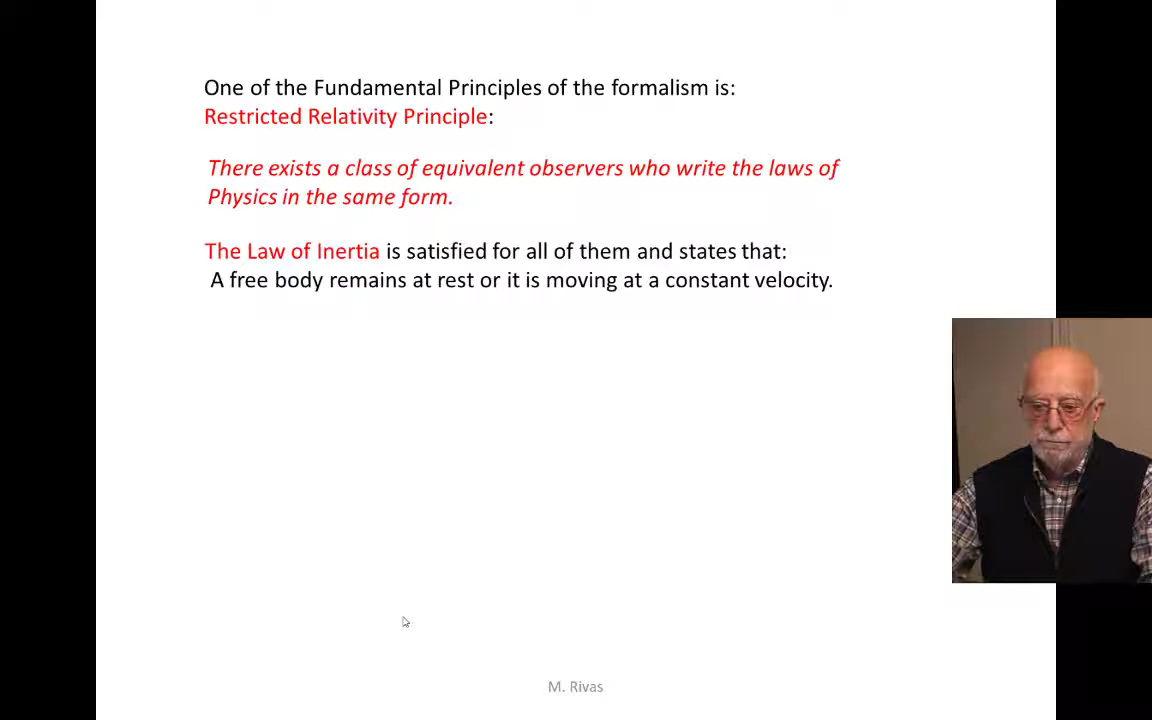 One of the Fundamental Principles of the formalism is:
Restricted Relativity Principle:
There exists a class of equivalent observers who write the laws of
Physics in the same form.
The Law of Inertia is satisfied for all of them and states that:
A free body remains at rest or it is moving at a constant velocity.
M. Rivas